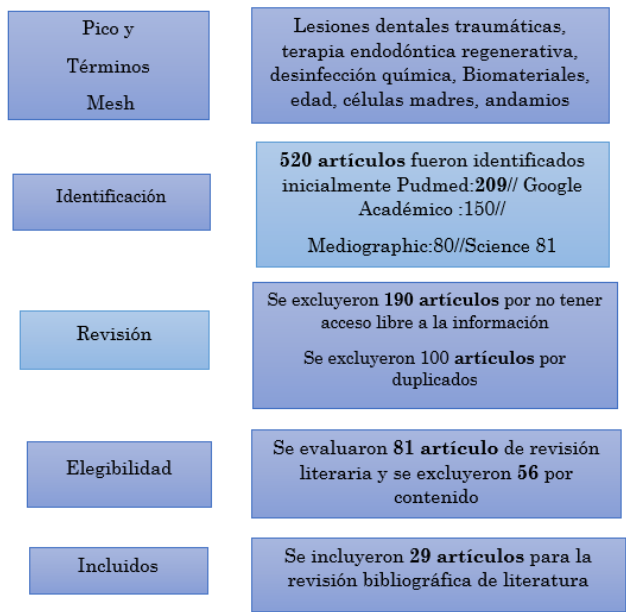 Pico y
Términos
Mesh
Lesiones dentales traumáticas,
terapia endodóntica regenerativa,
desinfección química, Biomateriales,
edad, células madres, andamios
Identificación
520 artículos fueron identificados
inicialmente Pudmed:209// Google
Académico :150//
Mediographic:80//Science 81
Revisión
Se excluyeron 190 artículos por no tener
acceso libre a la información
Se excluyeron 100 artículos por
duplicados
Elegibilidad
Se evaluaron 81 artículo de revisión
literaria y se excluyeron 56 por
contenido
Incluidos
Se incluyeron 29 artículos para la
revisión bibliográfica de literatura